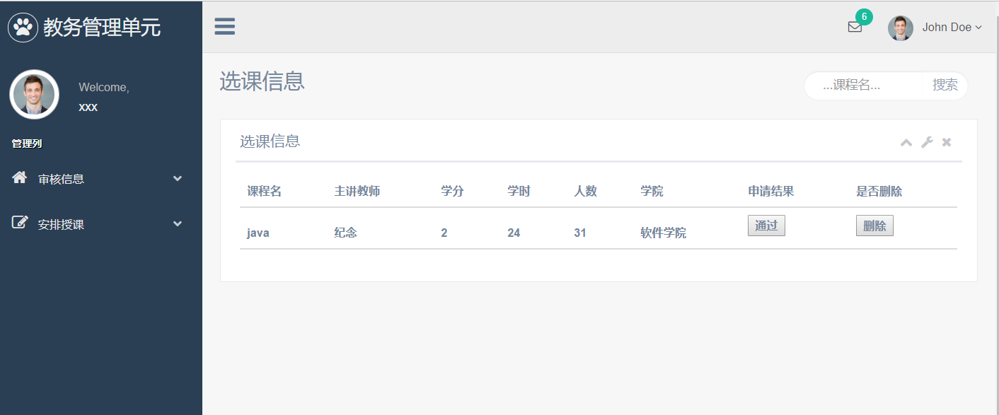 教务管理单元
6
John Doe
Welcome,
xxx
管理列
审核信息
安排授课
选课信息
...课程名... 搜索
选课信息
课程名 主讲教师 学分 学时 人数 学院 申请结果 是否删除
java 纪念 2 24 31 软件学院 通过 删除